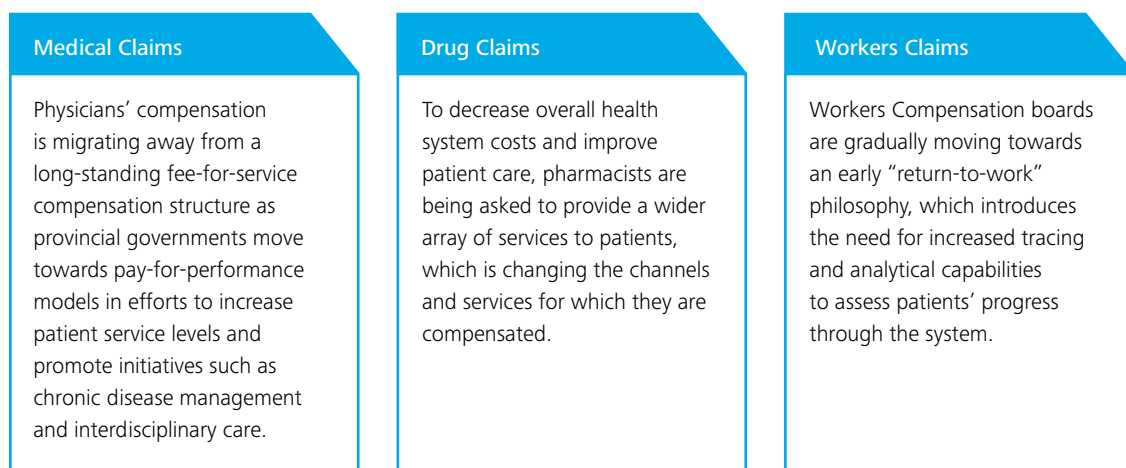 Medical Claims
Physicians’ compensation
is migrating away from a
long-standing fee-for-service
compensation structure as
provincial governments move
towards pay-for-performance
models in efforts to increase
patient service levels and
promote initiatives such as
chronic disease management
and interdisciplinary care.
Drug Claims
To decrease overall health
system costs and improve
patient care, pharmacists are
being asked to provide a wider
array of services to patients,
which is changing the channels
and services for which they are
compensated.
Workers Claims
Workers Compensation boards
are gradually moving towards
an early “return-to-work”
philosophy, which introduces
the need for increased tracing
and analytical capabilities
to assess patients’ progress
through the system.